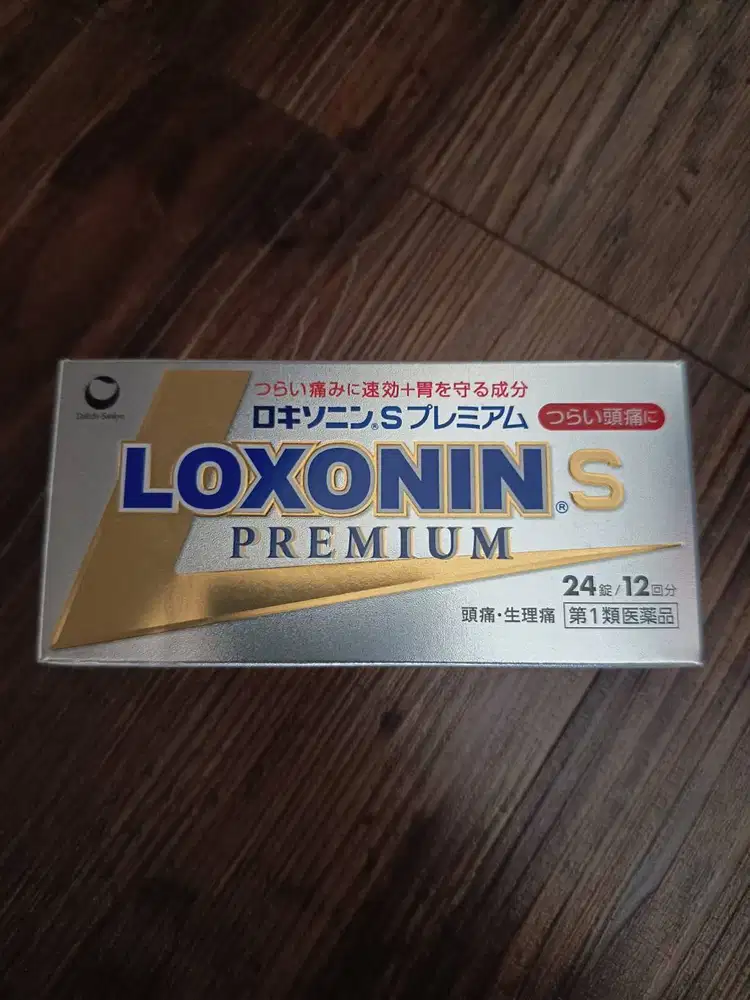 Daiichi-Sankyo
つらい痛みに速効+胃を守る成分
ロキソニン®Sプレミアム
つらい頭痛に
LOXONIN®S
PREMIUM
24錠/12回分
頭痛・生理痛 第1類医薬品